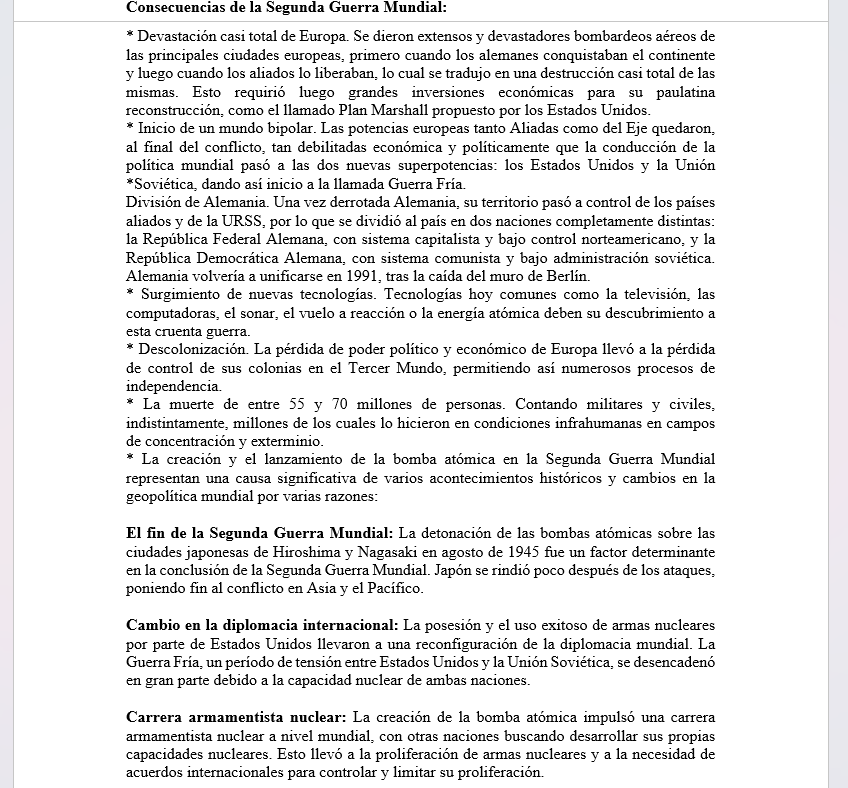 Consecuencias de la Segunda Guerra Mundial:
* Devastación casi total de Europa. Se dieron extensos y devastadores bombardeos aéreos de
las principales ciudades europeas, primero cuando los alemanes conquistaban el continente
y luego cuando los aliados lo liberaban, lo cual se tradujo en una destrucción casi total de las
mismas. Esto requirió luego grandes inversiones económicas para su paulatina
reconstrucción, como el llamado Plan Marshall propuesto por los Estados Unidos.
* Inicio de un mundo bipolar. Las potencias europeas tanto Aliadas como del Eje quedaron,
al final del conflicto, tan debilitadas económica y políticamente que la conducción de la
política mundial pasó a las dos nuevas superpotencias: los Estados Unidos y la Unión
*Soviética, dando así inicio a la llamada Guerra Fría.
División de Alemania. Una vez derrotada Alemania, su territorio pasó a control de los países
aliados y de la URSS, por lo que se dividió al país en dos naciones completamente distintas:
la República Federal Alemana, con sistema capitalista y bajo control norteamericano, y la
República Democrática Alemana, con sistema comunista y bajo administración soviética.
Alemania volvería a unificarse en 1991, tras la caída del muro de Berlín.
* Surgimiento de nuevas tecnologías. Tecnologías hoy comunes como la televisión, las
computadoras, el sonar, el vuelo a reacción o la energía atómica deben su descubrimiento a
esta cruenta guerra.
* Descolonización. La pérdida de poder político y económico de Europa llevó a la pérdida
de control de sus colonias en el Tercer Mundo, permitiendo así numerosos procesos de
independencia.
* La muerte de entre 55 y 70 millones de personas. Contando militares y civiles,
indistintamente, millones de los cuales lo hicieron en condiciones infrahumanas en campos
de concentración y exterminio.
* La creación y el lanzamiento de la bomba atómica en la Segunda Guerra Mundial
representan una causa significativa de varios acontecimientos históricos y cambios en la
geopolítica mundial por varias razones:
El fin de la Segunda Guerra Mundial: La detonación de las bombas atómicas sobre las
ciudades japonesas de Hiroshima y Nagasaki en agosto de 1945 fue un factor determinante
en la conclusión de la Segunda Guerra Mundial. Japón se rindió poco después de los ataques,
poniendo fin al conflicto en Asia y el Pacífico.
Cambio en la diplomacia internacional: La posesión y el uso exitoso de armas nucleares
por parte de Estados Unidos llevaron a una reconfiguración de la diplomacia mundial. La
Guerra Fría, un período de tensión entre Estados Unidos y la Unión Soviética, se desencadenó
en gran parte debido a la capacidad nuclear de ambas naciones.
Carrera armamentista nuclear: La creación de la bomba atómica impulsó una carrera
armamentista nuclear a nivel mundial, con otras naciones buscando desarrollar sus propias
capacidades nucleares. Esto llevó a la proliferación de armas nucleares y a la necesidad de
acuerdos internacionales para controlar y limitar su proliferación.